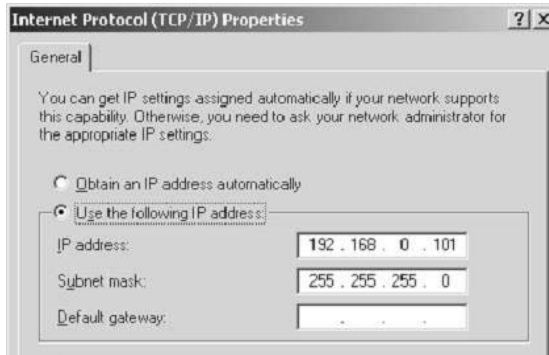 Internet Protocol (TCP/IP) Properties ? X
General
You can get IP settings assigned automatically if your network supports
this capability. Otherwise, you need to ask your network administrator for
the appropriate IP settings.
Obtain an IP address automatically
Use the following IP address:
IP address: 192 . 168 . 0 . 101
Subnet mask: 255 . 255 . 255 . 0
Default gateway: . . .